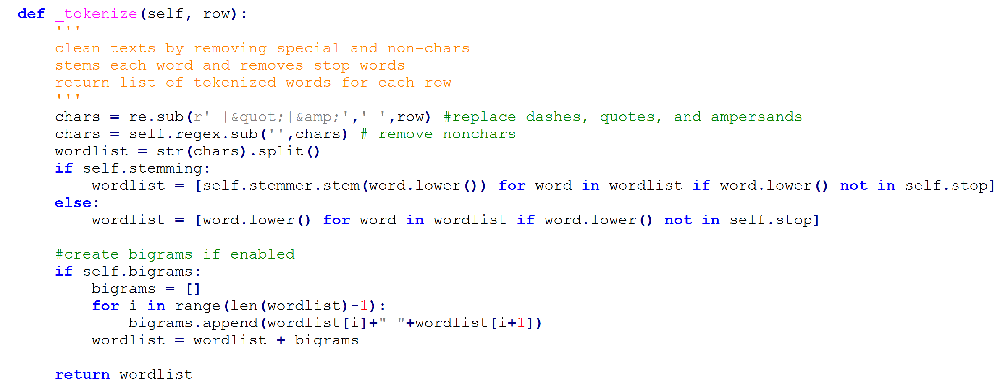 def _tokenize(self, row):
    '''
    clean texts by removing special and non-chars
    stems each word and removes stop words
    return list of tokenized words for each row
    '''
    chars = re.sub(r'-|&quot;|&amp;',' ',row) #replace dashes, quotes, and ampersands
    chars = self.regex.sub('',chars) # remove nonchars
    wordlist = str(chars).split()
    if self.stemming:
        wordlist = [self.stemmer.stem(word.lower()) for word in wordlist if word.lower() not in self.stop]
    else:
        wordlist = [word.lower() for word in wordlist if word.lower() not in self.stop]

    #create bigrams if enabled
    if self.bigrams:
        bigrams = []
        for i in range(len(wordlist)-1):
            bigrams.append(wordlist[i]+" "+wordlist[i+1])
        wordlist = wordlist + bigrams

    return wordlist